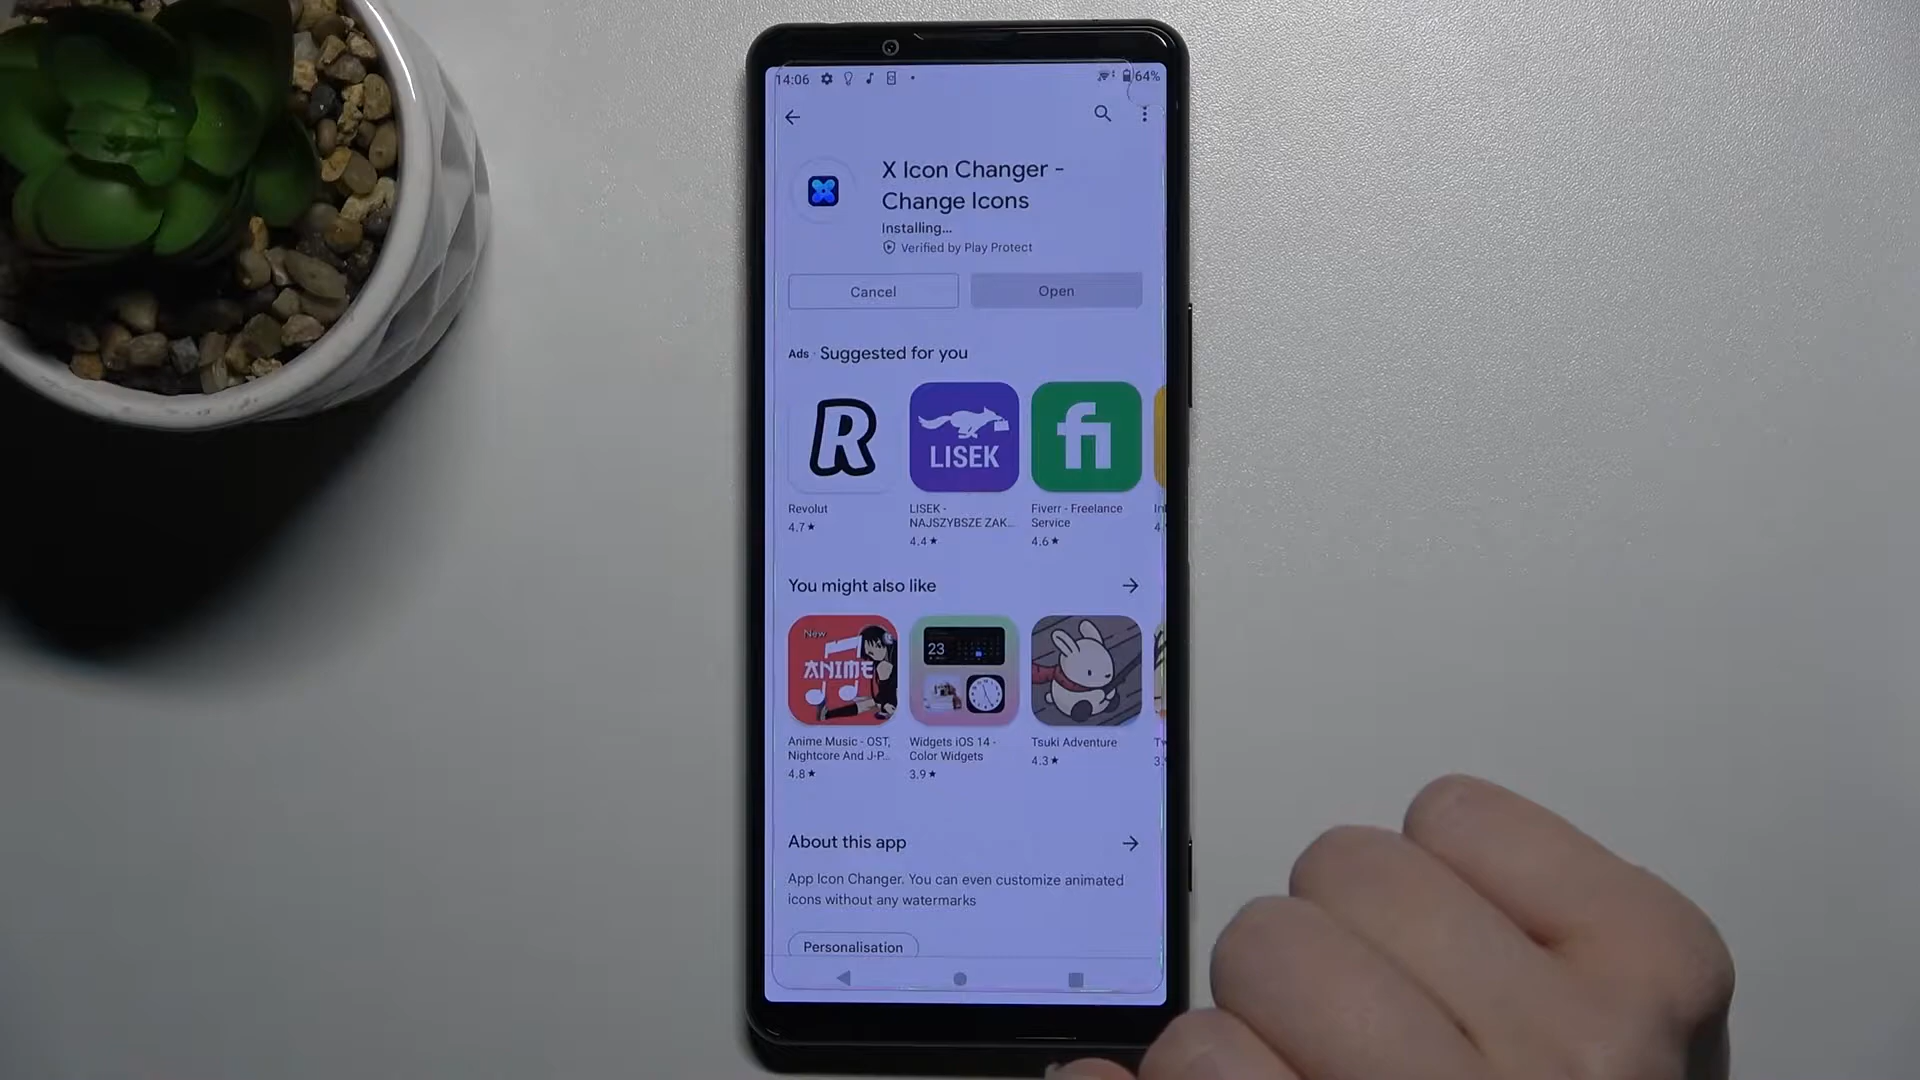 14:06
64%
X Icon Changer -
Change Icons
Installing...
Verified by Play Protect
Cancel
Open
Ads · Suggested for you
R
LISEK
fi
Revolut
4.7★
LISEK -
NAJSZYBSZE ZAK...
4.4★
Fiverr - Freelance
Service
4.6★
You might also like
New
ANIME
23
Anime Music - OST,
Nightcore And J-P...
4.8★
Widgets iOS 14 -
Color Widgets
3.9★
Tsuki Adventure
4.3★
About this app
App Icon Changer. You can even customize animated
icons without any watermarks
Personalisation